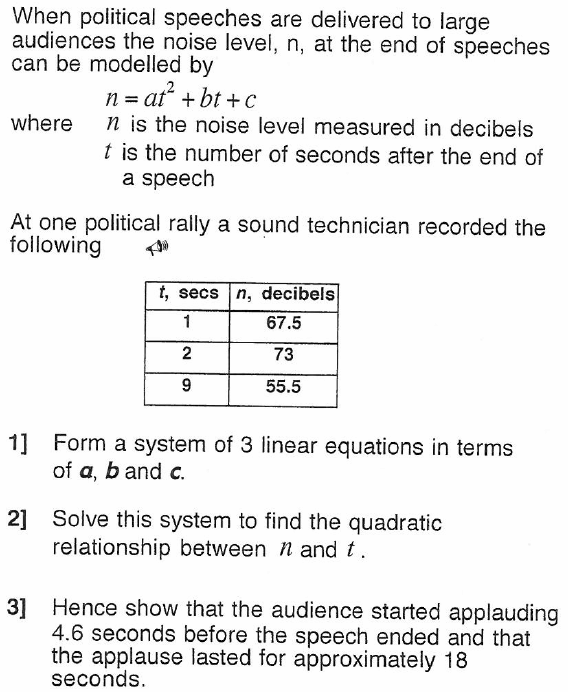 When political speeches are delivered to large
audiences the noise level, n, at the end of speeches
can be modelled by
n = at² + bt + c
where n is the noise level measured in decibels
t is the number of seconds after the end of
a speech
At one political rally a sound technician recorded the
following
t, secs n, decibels
1 67.5
2 73
9 55.5
1] Form a system of 3 linear equations in terms
of a, b and c.
2] Solve this system to find the quadratic
relationship between n and t .
3] Hence show that the audience started applauding
4.6 seconds before the speech ended and that
the applause lasted for approximately 18
seconds.